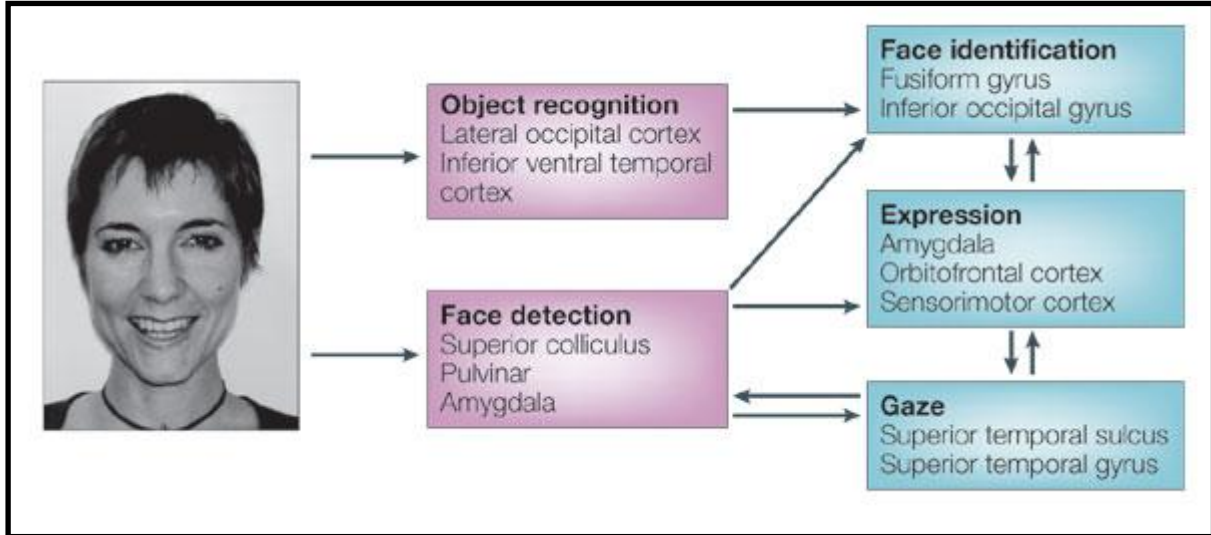 Object recognition
Lateral occipital cortex
Inferior ventral temporal
cortex
Face detection
Superior colliculus
Pulvinar
Amygdala
Face identification
Fusiform gyrus
Inferior occipital gyrus
Expression
Amygdala
Orbitofrontal cortex
Sensorimotor cortex
Gaze
Superior temporal sulcus
Superior temporal gyrus